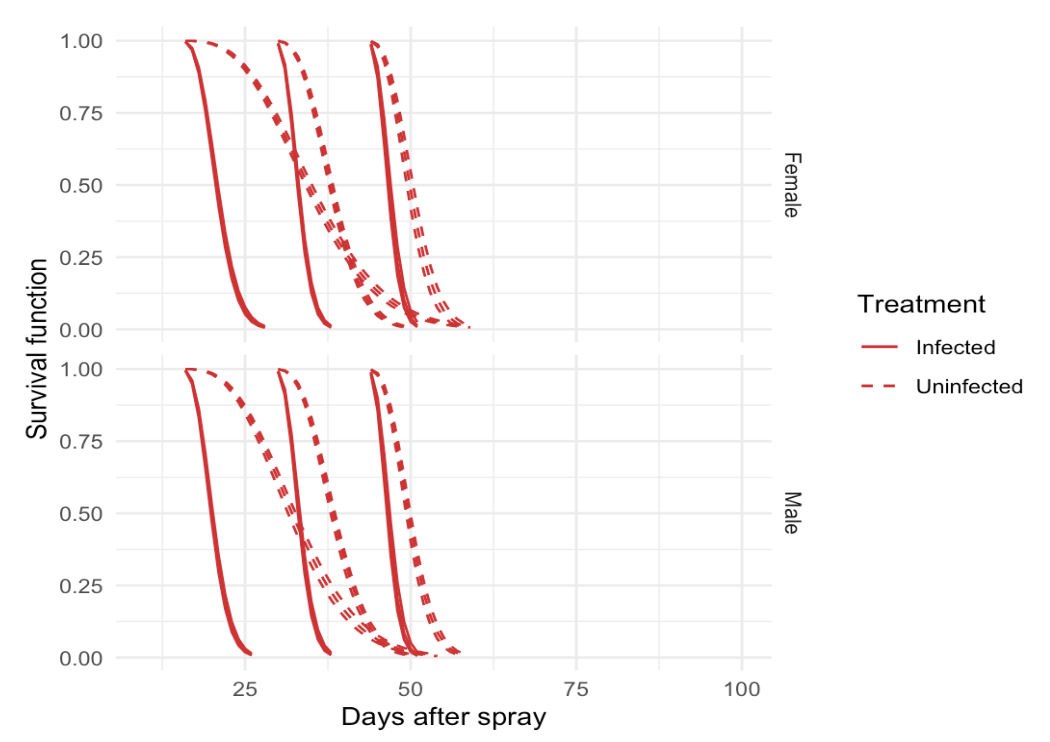 1.00
0.75
0.50
0.25
0.00
Female
1.00
0.75
0.50
0.25
0.00
Male
Survival function
25 50 75 100
Days after spray
Treatment
Infected
Uninfected